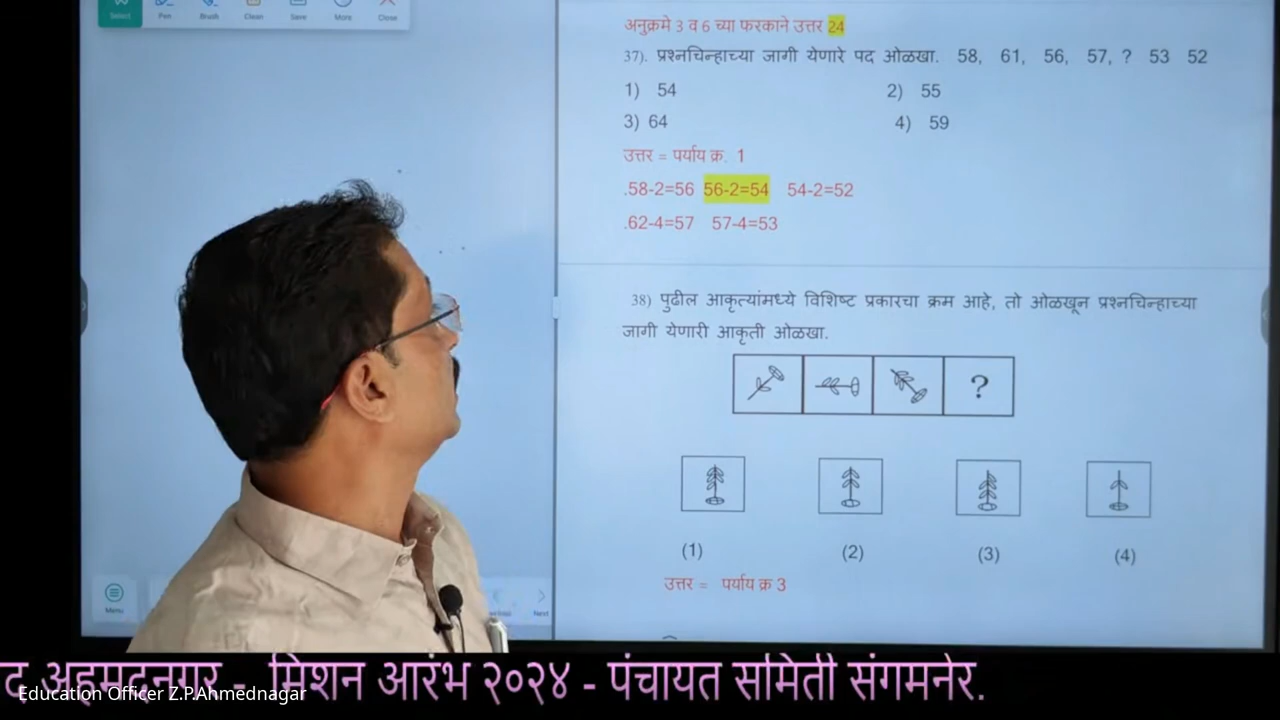 Select Pen Brush Clean Save More Close
अनुक्रमे 3 व 6 च्या फरकाने उत्तर 24
37). प्रश्नचिन्हाच्या जागी येणारे पद ओळखा. 58, 61, 56, 57, ? 53 52
1) 54 2) 55
3) 64 4) 59
उत्तर = पर्याय क्र. 1
.58-2=56 56-2=54 54-2=52
.62-4=57 57-4=53
38) पुढील आकृत्यांमध्ये विशिष्ट प्रकारचा क्रम आहे, तो ओळखून प्रश्नचिन्हाच्या
जागी येणारी आकृती ओळखा.
?
(1) (2) (3) (4)
उत्तर = पर्याय क्र 3
Menu Next
द अहमदनगर - मिशन आरंभ २०२४ - पंचायत समिती संगमनेर.
Education Officer Z.P.Ahmednagar